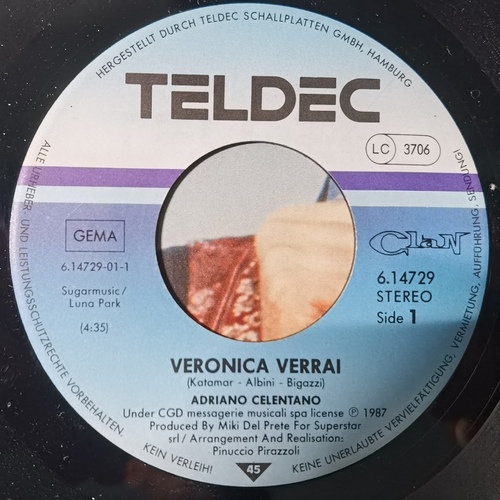 HERGESTELLT DURCH TELDEC SCHALLPLATTEN GMBH, HAMBURG
TELDEC
LC 3706
GEMA
6.14729-01-1
Sugarmusic/
Luna Park
(4:35)
Clan
6.14729
STEREO
Side 1
VERONICA VERRAI
(Katamar - Albini - Bigazzi)
ADRIANO CELENTANO
Under CGD messagerie musicali spa license ℗ 1987
Produced By Miki Del Prete For Superstar
srl / Arrangement And Realisation:
Pinuccio Pirazzoli
45
ALLE URHEBER- UND LEISTUNGSSCHUTZRECHTE VORBEHALTEN.
KEIN VERLEIH!
KEINE UNERLAUBTE VERVIELFÄLTIGUNG, VERMIETUNG, AUFFÜHRUNG, SENDUNG!